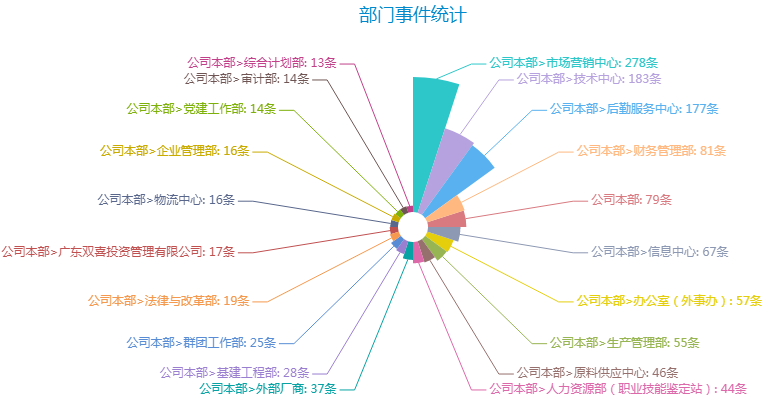 部门事件统计
公司本部>市场营销中心: 278条
公司本部>技术中心: 183条
公司本部>后勤服务中心: 177条
公司本部>财务管理部: 81条
公司本部: 79条
公司本部>信息中心: 67条
公司本部>办公室（外事办）: 57条
公司本部>生产管理部: 55条
公司本部>原料供应中心: 46条
公司本部>人力资源部（职业技能鉴定站）: 44条
公司本部>外部厂商: 37条
公司本部>基建工程部: 28条
公司本部>群团工作部: 25条
公司本部>法律与改革部: 19条
公司本部>广东双喜投资管理有限公司: 17条
公司本部>物流中心: 16条
公司本部>企业管理部: 16条
公司本部>党建工作部: 14条
公司本部>审计部: 14条
公司本部>综合计划部: 13条